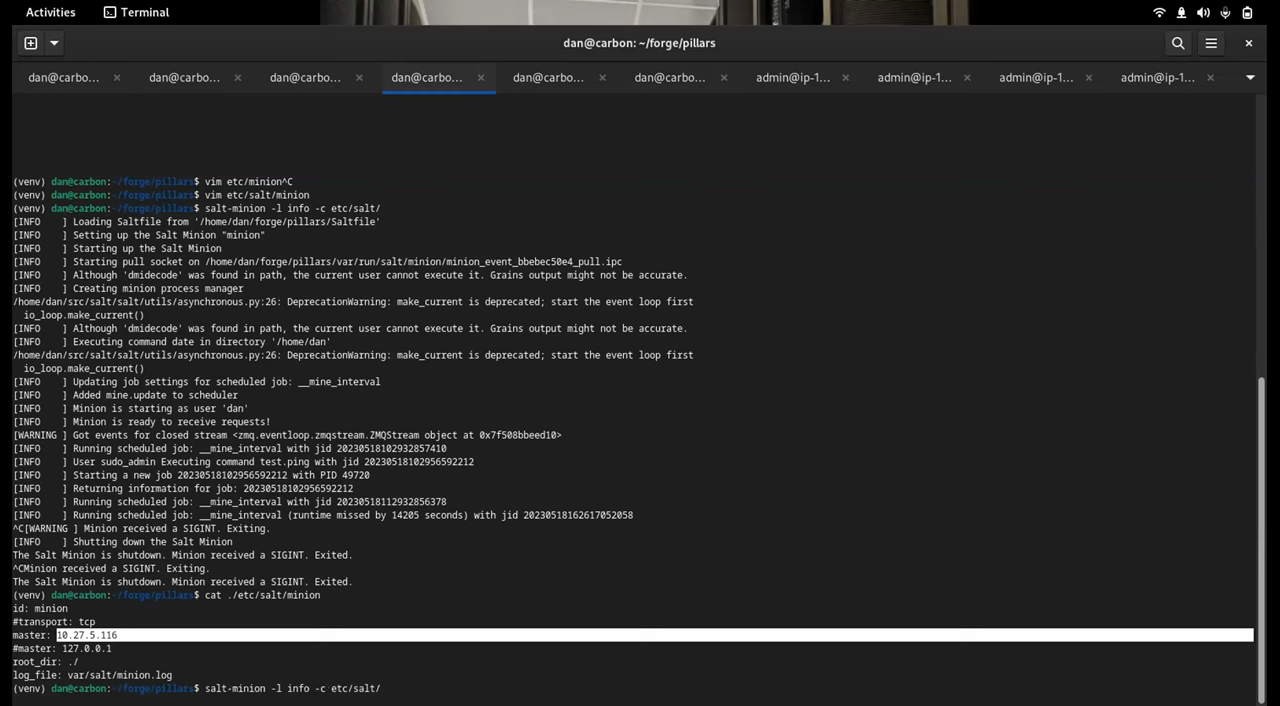 Activities
Terminal
dan@carbon: ~/forge/pillars
dan@carbo...
dan@carbo...
dan@carbo...
dan@carbo...
dan@carbo...
dan@carbo...
admin@ip-1...
admin@ip-1...
admin@ip-1...
admin@ip-1...
(venv) dan@carbon:~/forge/pillars$ vim etc/minion^C
(venv) dan@carbon:~/forge/pillars$ vim etc/salt/minion
(venv) dan@carbon:~/forge/pillars$ salt-minion -l info -c etc/salt/
[INFO    ] Loading Saltfile from '/home/dan/forge/pillars/Saltfile'
[INFO    ] Setting up the Salt Minion "minion"
[INFO    ] Starting up the Salt Minion
[INFO    ] Starting pull socket on /home/dan/forge/pillars/var/run/salt/minion/minion_event_bbebec50e4_pull.ipc
[INFO    ] Although 'dmidecode' was found in path, the current user cannot execute it. Grains output might not be accurate.
[INFO    ] Creating minion process manager
/home/dan/src/salt/salt/utils/asynchronous.py:26: DeprecationWarning: make_current is deprecated; start the event loop first
  io_loop.make_current()
[INFO    ] Although 'dmidecode' was found in path, the current user cannot execute it. Grains output might not be accurate.
[INFO    ] Executing command date in directory '/home/dan'
/home/dan/src/salt/salt/utils/asynchronous.py:26: DeprecationWarning: make_current is deprecated; start the event loop first
  io_loop.make_current()
[INFO    ] Updating job settings for scheduled job: __mine_interval
[INFO    ] Added mine.update to scheduler
[INFO    ] Minion is starting as user 'dan'
[INFO    ] Minion is ready to receive requests!
[WARNING ] Got events for closed stream <zmq.eventloop.zmqstream.ZMQStream object at 0x7f508bbeed10>
[INFO    ] Running scheduled job: __mine_interval with jid 20230518102932857410
[INFO    ] User sudo_admin Executing command test.ping with jid 20230518102956592212
[INFO    ] Starting a new job 20230518102956592212 with PID 49720
[INFO    ] Returning information for job: 20230518102956592212
[INFO    ] Running scheduled job: __mine_interval with jid 20230518112932856378
[INFO    ] Running scheduled job: __mine_interval (runtime missed by 14205 seconds) with jid 20230518162617052058
^C[WARNING ] Minion received a SIGINT. Exiting.
[INFO    ] Shutting down the Salt Minion
The Salt Minion is shutdown. Minion received a SIGINT. Exited.
^CMinion received a SIGINT. Exiting.
The Salt Minion is shutdown. Minion received a SIGINT. Exited.
(venv) dan@carbon:~/forge/pillars$ cat ./etc/salt/minion
id: minion
#transport: tcp
master: 10.27.5.116
#master: 127.0.0.1
root_dir: ./
log_file: var/salt/minion.log
(venv) dan@carbon:~/forge/pillars$ salt-minion -l info -c etc/salt/